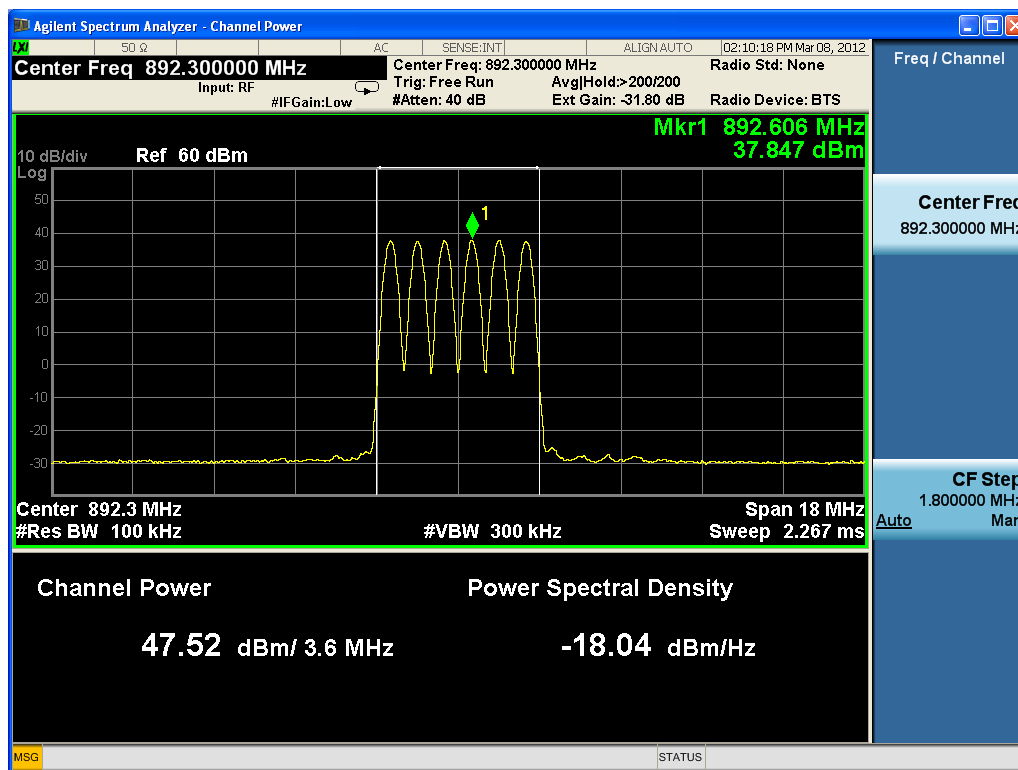 Agilent Spectrum Analyzer - Channel Power
LXI 50 Ω AC SENSE:INT ALIGN AUTO 02:10:18 PM Mar 08, 2012
Center Freq 892.300000 MHz
Input: RF
#IFGain:Low
Center Freq: 892.300000 MHz
Trig: Free Run Avg|Hold:>200/200
#Atten: 40 dB Ext Gain: -31.80 dB
Radio Std: None
Radio Device: BTS
Freq / Channel
Mkr1 892.606 MHz
37.847 dBm
10 dB/div Ref 60 dBm
Log
1
50
40
30
20
10
0
-10
-20
-30
Center 892.3 MHz Span 18 MHz
#Res BW 100 kHz #VBW 300 kHz Sweep 2.267 ms
Center Freq
892.300000 MHz
CF Step
1.800000 MHz
Auto Man
Channel Power Power Spectral Density
47.52 dBm/ 3.6 MHz -18.04 dBm/Hz
MSG STATUS